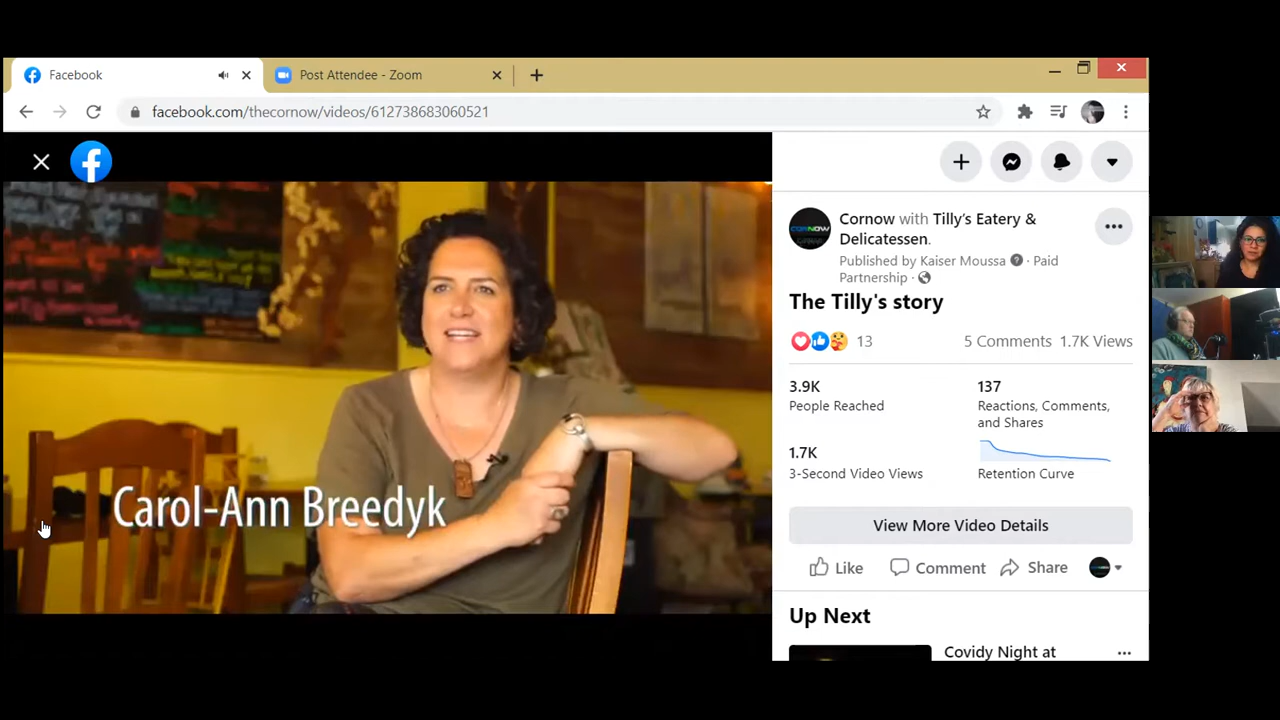 Facebook
Post Attendee - Zoom
facebook.com/thecornow/videos/612738683060521
CORNOW
Cornow with Tilly's Eatery &
Delicatessen.
Published by Kaiser Moussa · Paid
Partnership ·
The Tilly's story
13
5 Comments 1.7K Views
3.9K
People Reached
137
Reactions, Comments,
and Shares
1.7K
3-Second Video Views
Retention Curve
View More Video Details
Like
Comment
Share
Up Next
Covidy Night at
Carol-Ann Breedyk